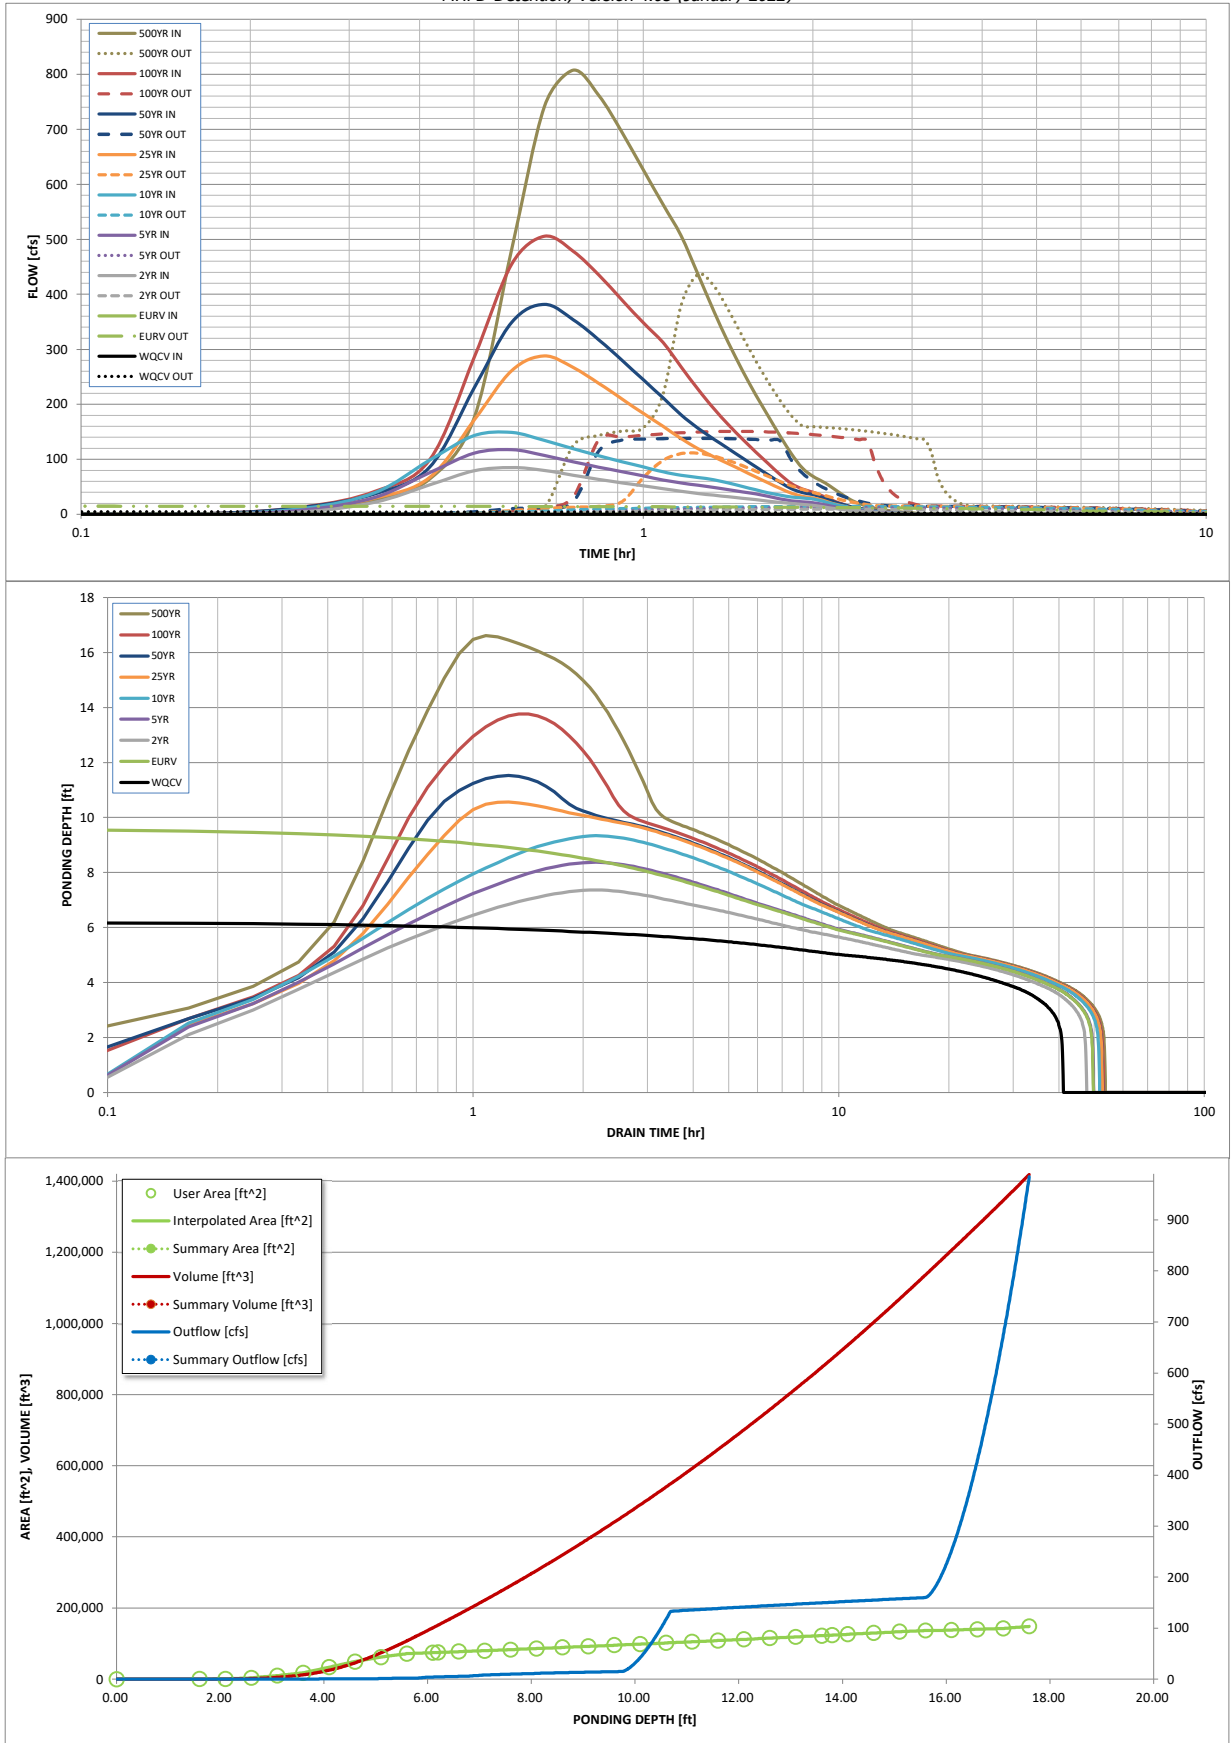 MHFD-Detention, Version 4.05 (January 2022)
900
800
700
600
500
400
300
200
100
0
FLOW [cfs]
500YR IN
500YR OUT
100YR IN
100YR OUT
50YR IN
50YR OUT
25YR IN
25YR OUT
10YR IN
10YR OUT
5YR IN
5YR OUT
2YR IN
2YR OUT
EURV IN
EURV OUT
WQCV IN
WQCV OUT
0.1
1
10
TIME [hr]
18
16
14
12
10
8
6
4
2
0
PONDING DEPTH [ft]
500YR
100YR
50YR
25YR
10YR
5YR
2YR
EURV
WQCV
0.1
1
10
100
DRAIN TIME [hr]
1,400,000
1,200,000
1,000,000
800,000
600,000
400,000
200,000
0
AREA [ft^2], VOLUME [ft^3]
User Area [ft^2]
Interpolated Area [ft^2]
Summary Area [ft^2]
Volume [ft^3]
Summary Volume [ft^3]
Outflow [cfs]
Summary Outflow [cfs]
900
800
700
600
500
400
300
200
100
0
OUTFLOW [cfs]
0.00
2.00
4.00
6.00
8.00
10.00
12.00
14.00
16.00
18.00
20.00
PONDING DEPTH [ft]